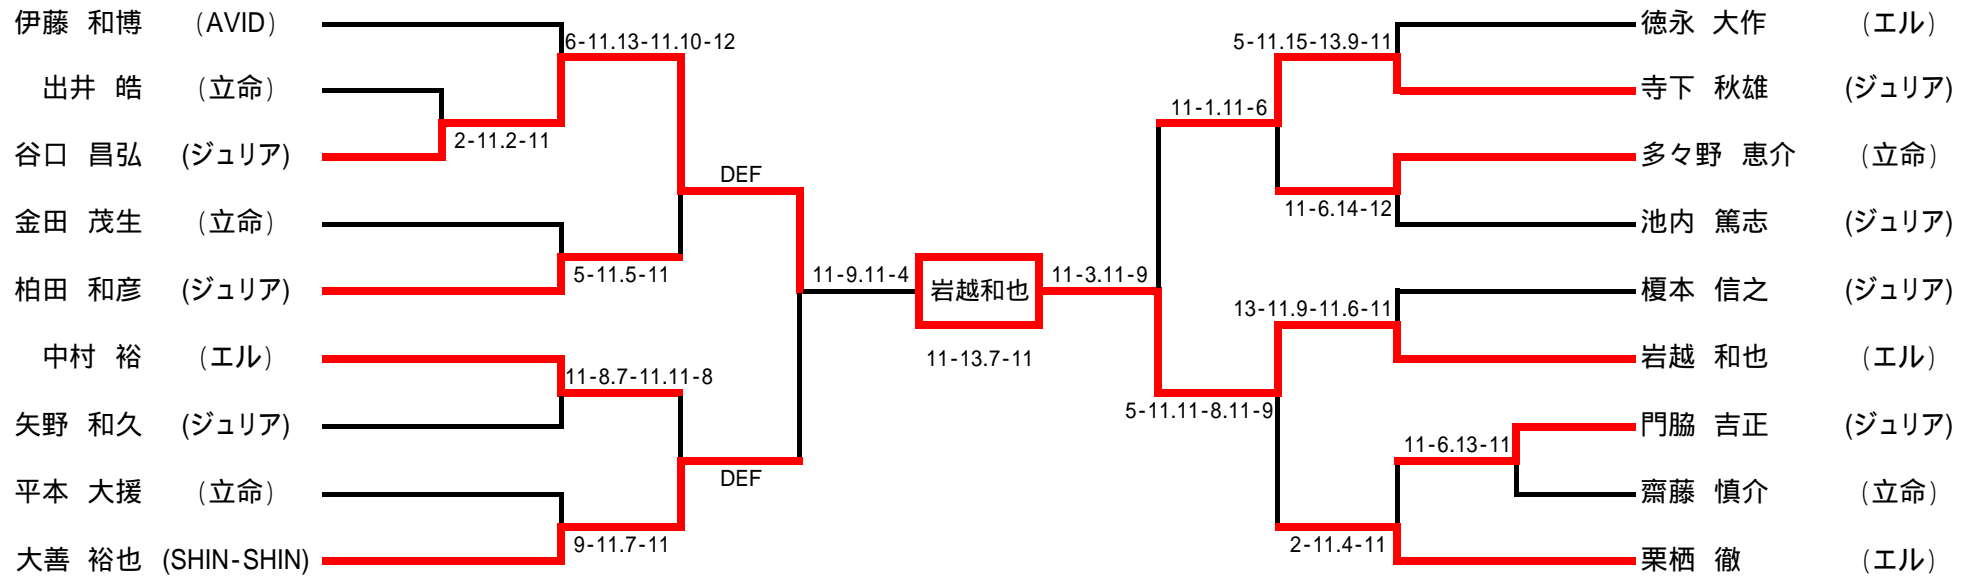 伊藤 和博 (AVID)
出井 皓 (立命)
谷口 昌弘 (ジュリア)
金田 茂生 (立命)
柏田 和彦 (ジュリア)
中村 裕 (エル)
矢野 和久 (ジュリア)
平本 大援 (立命)
大善 裕也 (SHIN-SHIN)
6-11.13-11.10-12
2-11.2-11
DEF
5-11.5-11
11-8.7-11.11-8
DEF
9-11.7-11
11-9.11-4
岩越和也
11-13.7-11
11-3.11-9
5-11.15-13.9-11
11-1.11-6
11-6.14-12
13-11.9-11.6-11
5-11.11-8.11-9
11-6.13-11
2-11.4-11
徳永 大作 (エル)
寺下 秋雄 (ジュリア)
多々野 恵介 (立命)
池内 篤志 (ジュリア)
榎本 信之 (ジュリア)
岩越 和也 (エル)
門脇 吉正 (ジュリア)
齋藤 慎介 (立命)
栗栖 徹 (エル)